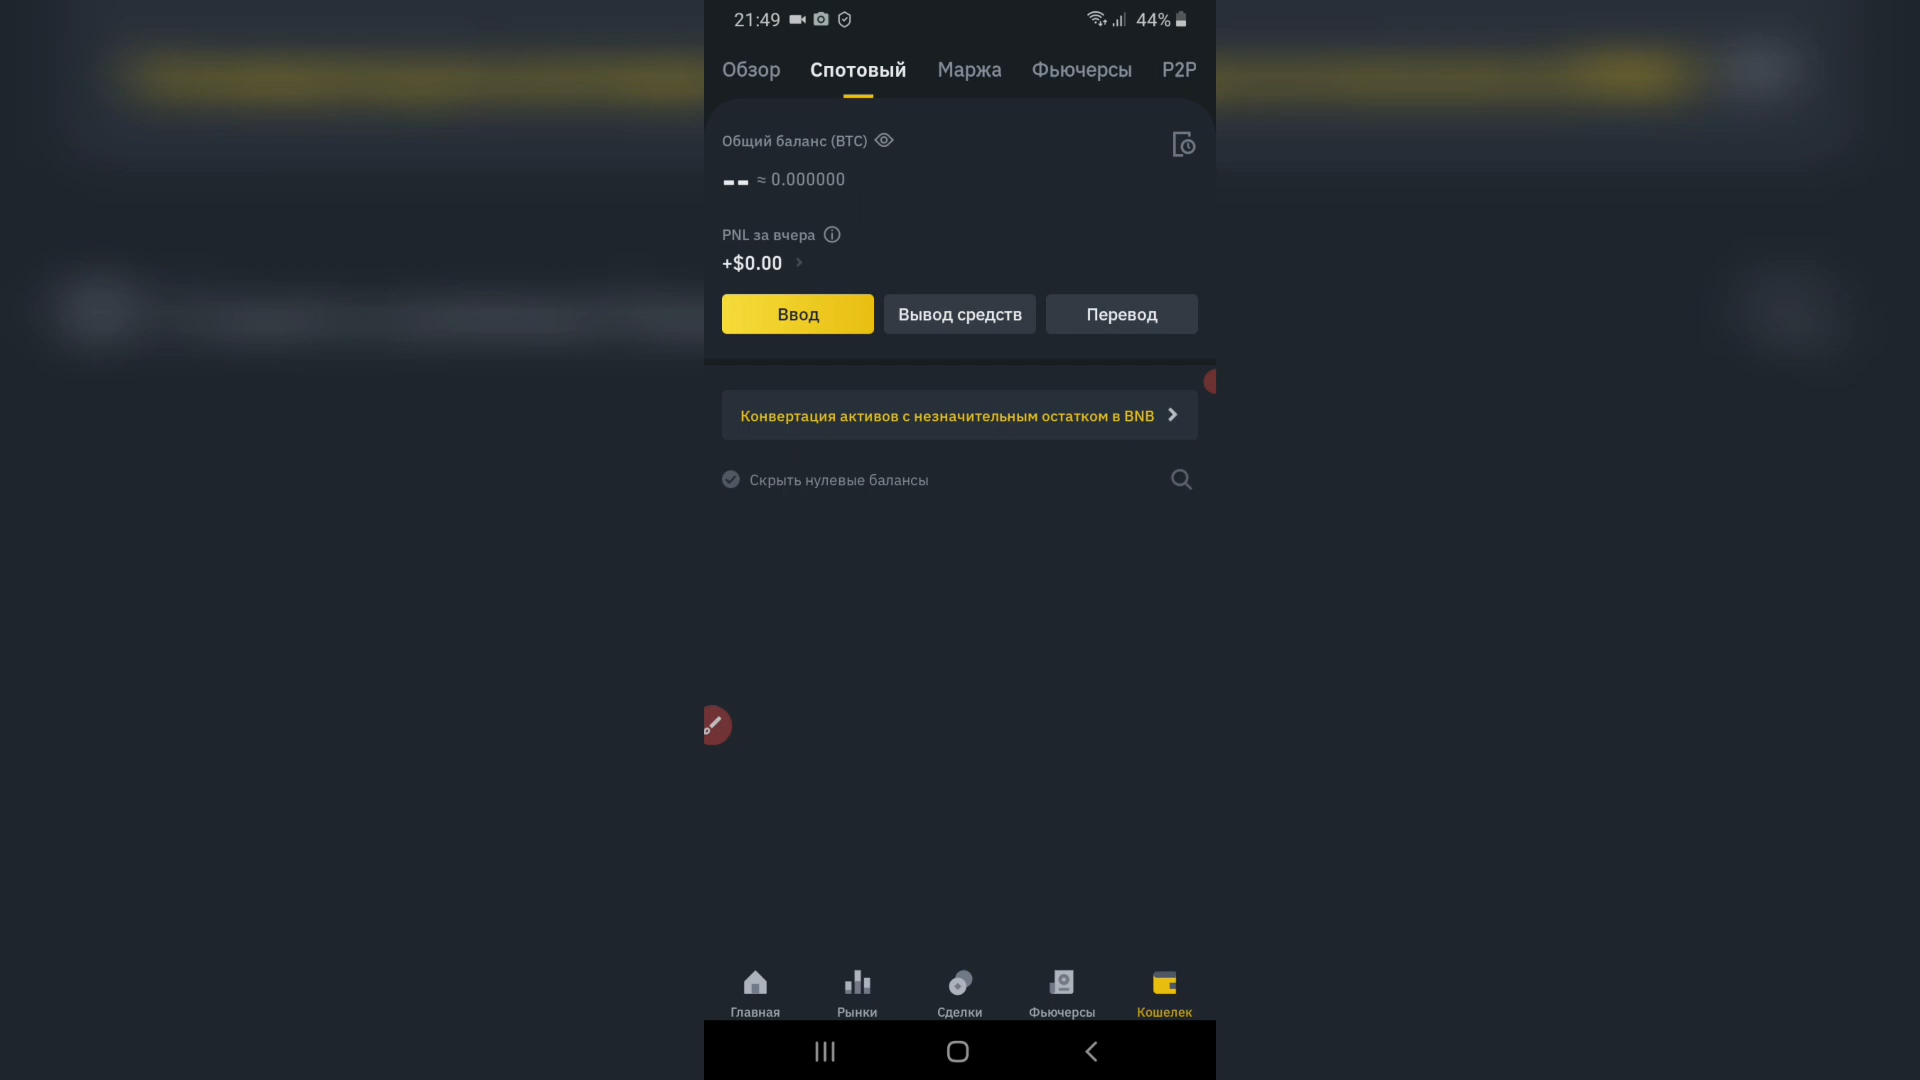 21:49 44%
Обзор Спотовый Маржа Фьючерсы P2P
Общий баланс (BTC)
-- ≈ 0.000000
PNL за вчера
+$0.00
Ввод Вывод средств Перевод
Конвертация активов с незначительным остатком в BNB
Скрыть нулевые балансы
Главная Рынки Сделки Фьючерсы Кошелек